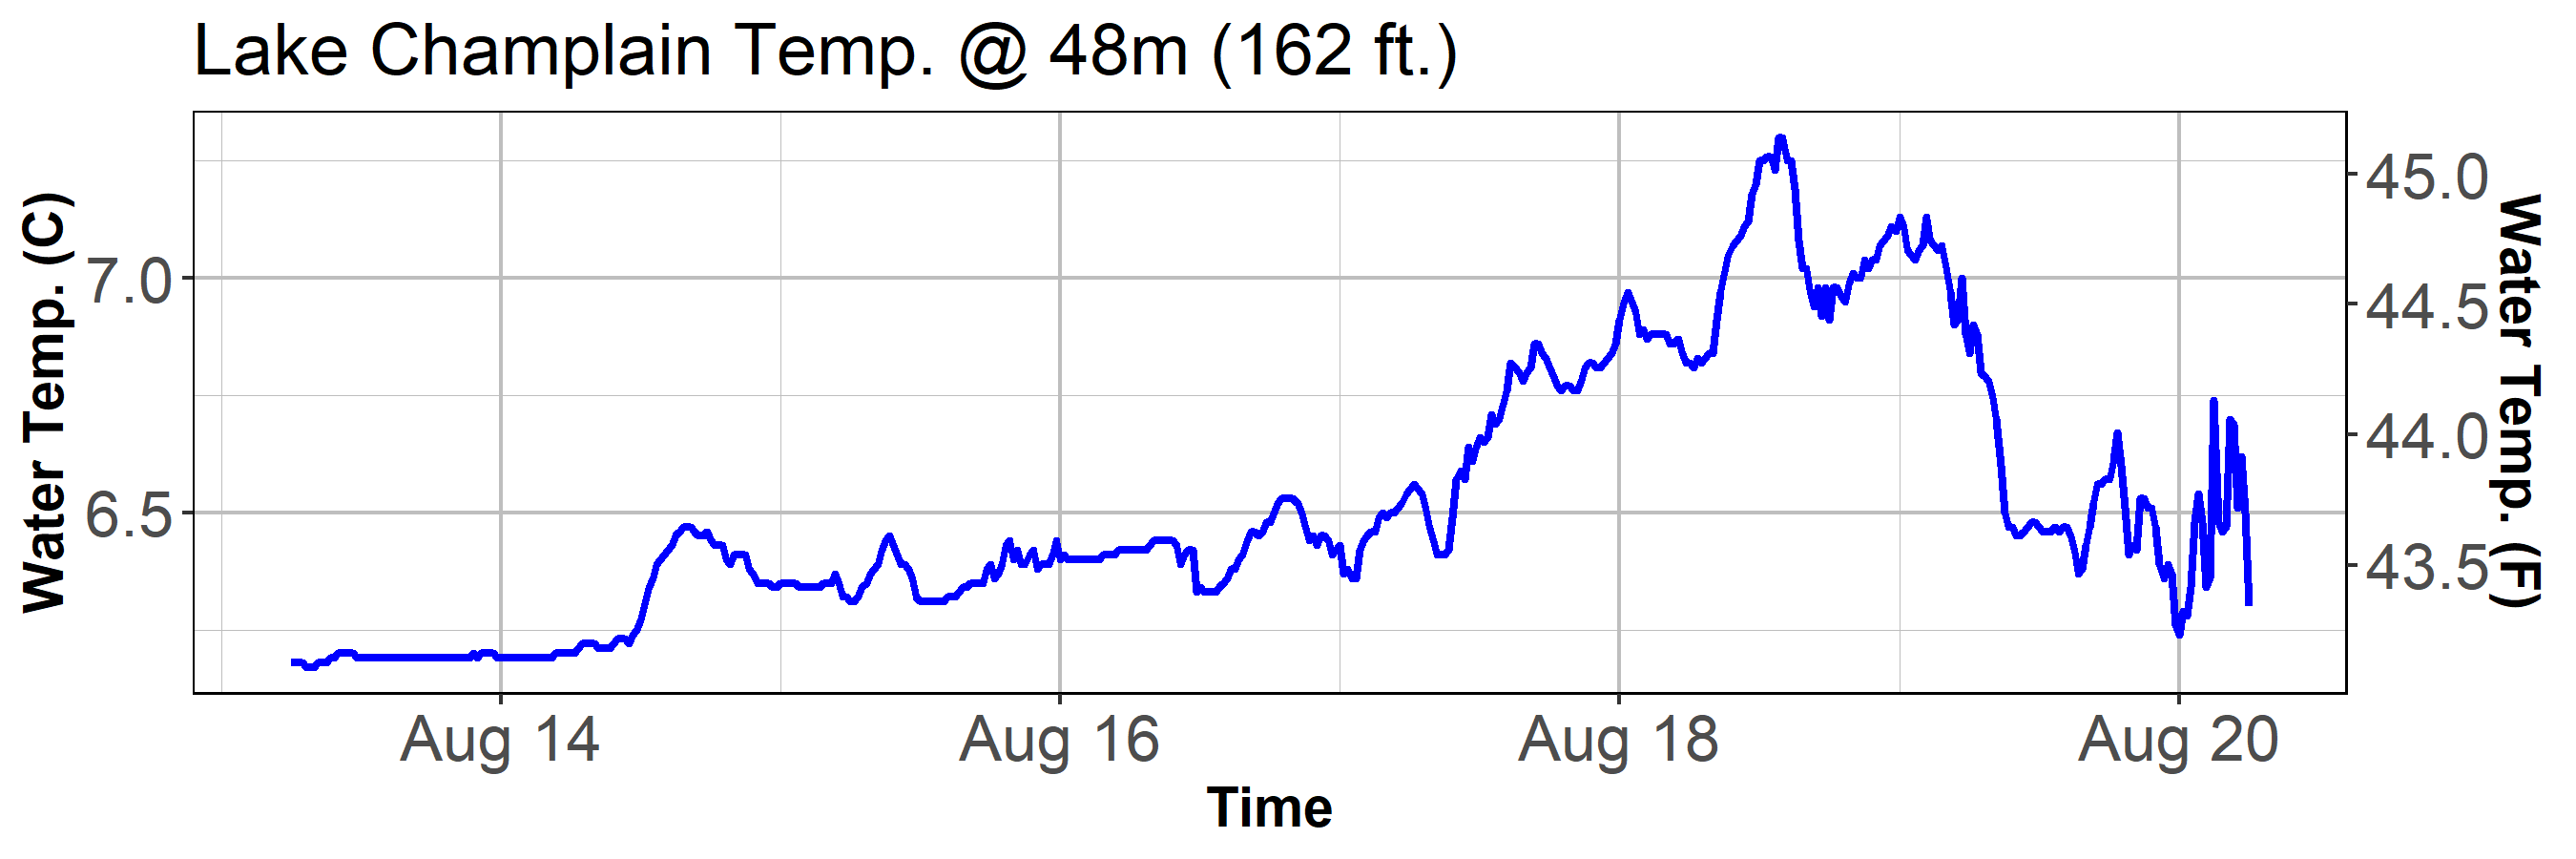 Lake Champlain Temp. @ 48m (162 ft.)
Water Temp. (C)
7.0
6.5
45.0
44.5
44.0
43.5
Water Temp. (F)
Aug 14 Aug 16 Aug 18 Aug 20
Time